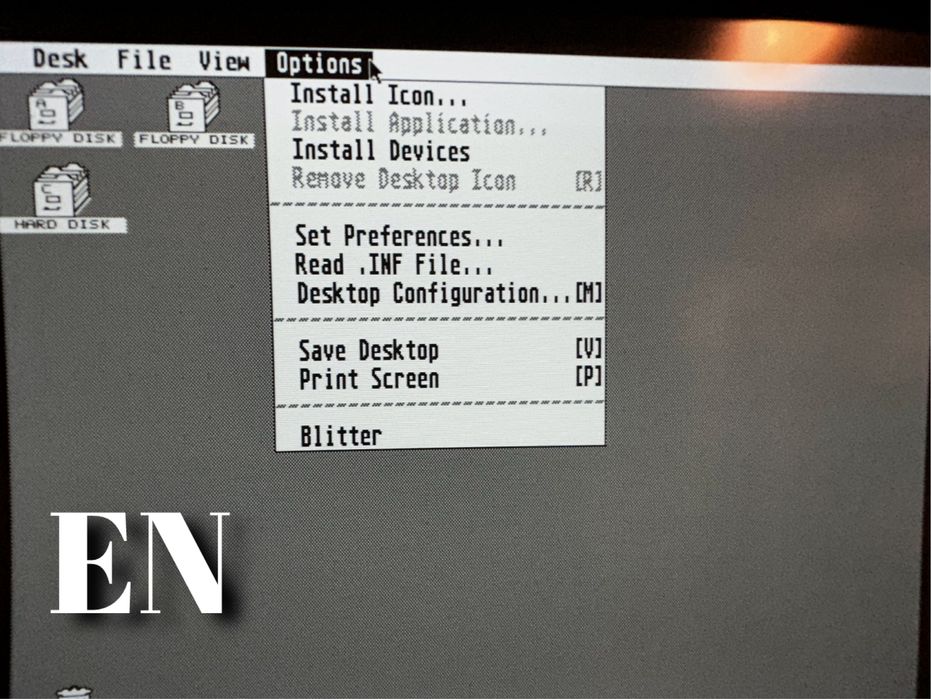 Desk File View Options
A B
FLOPPY DISK FLOPPY DISK
C
HARD DISK
Install Icon...
Install Application...
Install Devices
Remove Desktop Icon [R]
Set Preferences...
Read .INF File...
Desktop Configuration...[M]
Save Desktop [V]
Print Screen [P]
Blitter
EN